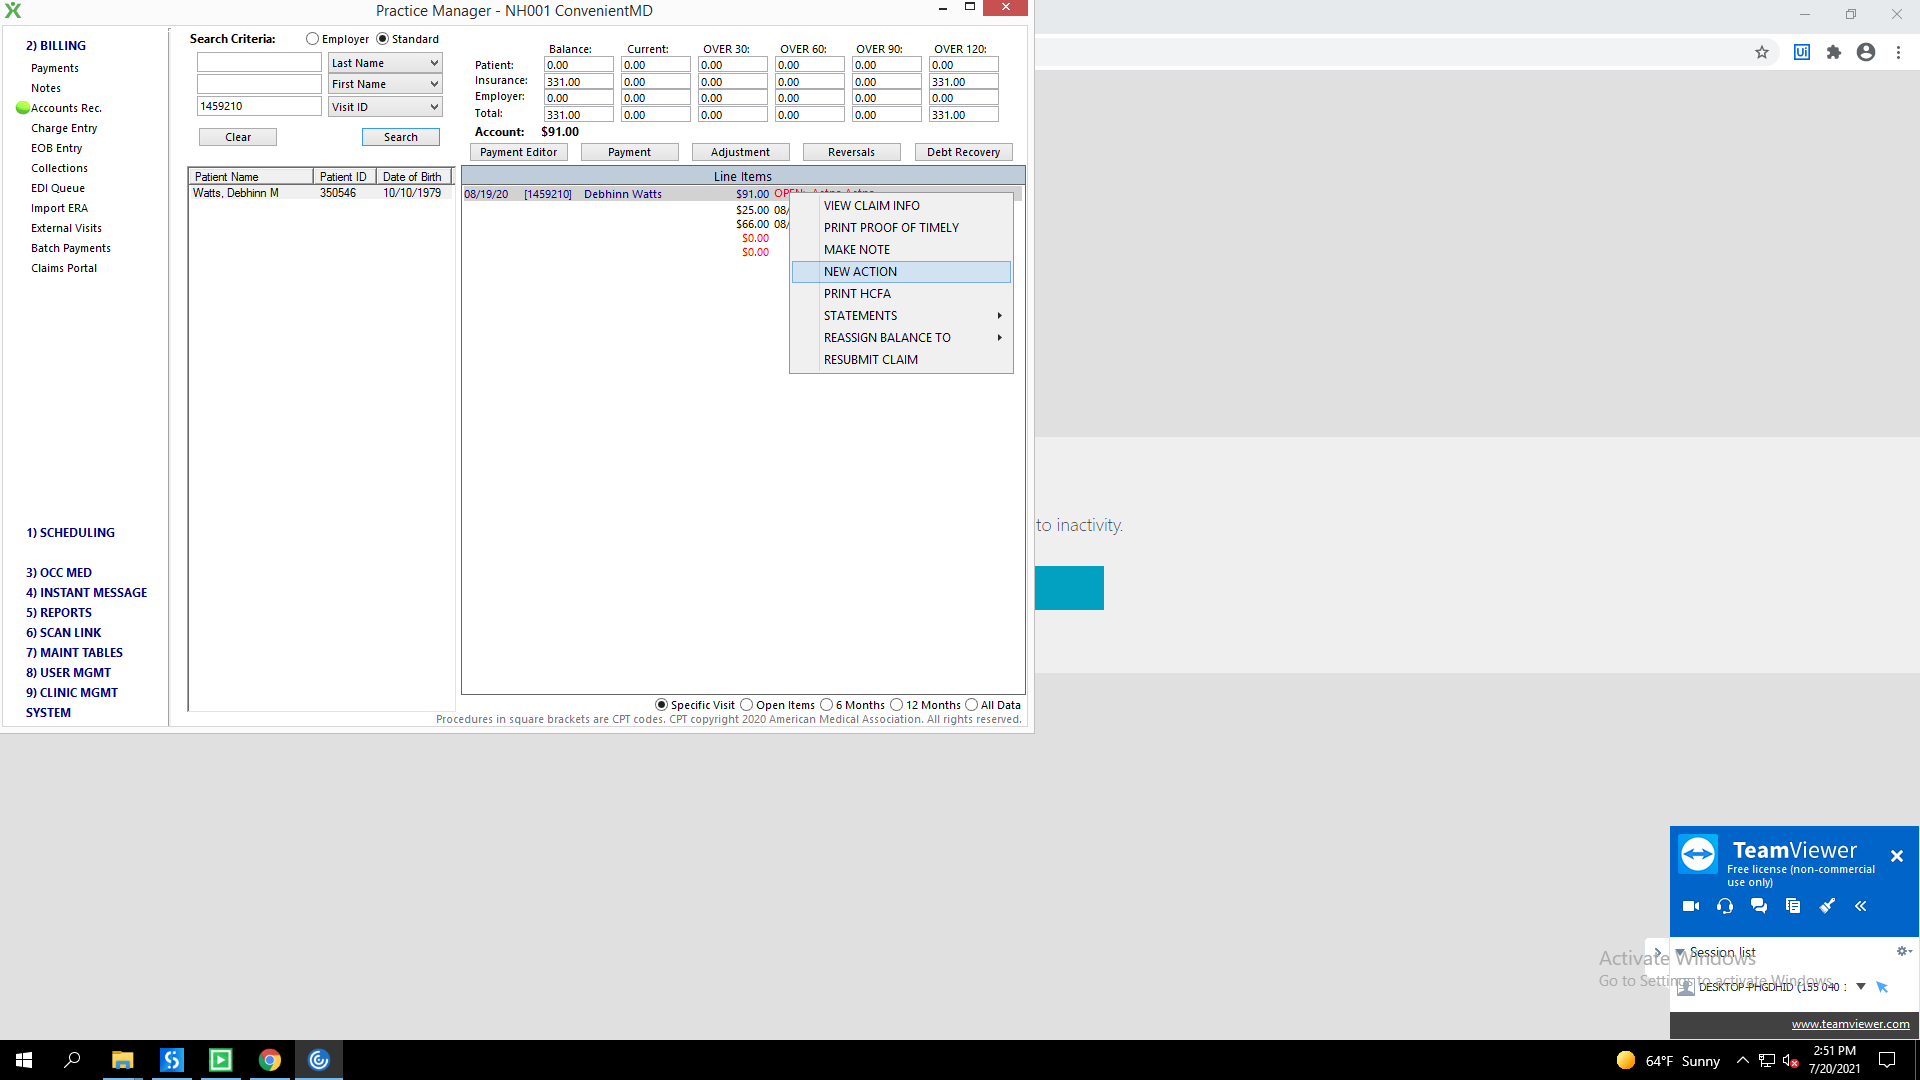 Practice Manager - NH001 ConvenientMD
2) BILLING
Payments
Notes
Accounts Rec.
Charge Entry
EOB Entry
Collections
EDI Queue
Import ERA
External Visits
Batch Payments
Claims Portal
1) SCHEDULING
3) OCC MED
4) INSTANT MESSAGE
5) REPORTS
6) SCAN LINK
7) MAINT TABLES
8) USER MGMT
9) CLINIC MGMT
SYSTEM
Search Criteria: Employer Standard
Last Name
First Name
1459210 Visit ID
Clear Search
Balance: Current: OVER 30: OVER 60: OVER 90: OVER 120:
Patient: 0.00 0.00 0.00 0.00 0.00 0.00
Insurance: 331.00 0.00 0.00 0.00 0.00 331.00
Employer: 0.00 0.00 0.00 0.00 0.00 0.00
Total: 331.00 0.00 0.00 0.00 0.00 331.00
Account: $91.00
Payment Editor Payment Adjustment Reversals Debt Recovery
Patient Name Patient ID Date of Birth
Watts, Debhinn M 350546 10/10/1979
Line Items
08/19/20 [1459210] Debhinn Watts $91.00
$25.00 08/
$66.00 08/
$0.00
$0.00
VIEW CLAIM INFO
PRINT PROOF OF TIMELY
MAKE NOTE
NEW ACTION
PRINT HCFA
STATEMENTS
REASSIGN BALANCE TO
RESUBMIT CLAIM
Specific Visit Open Items 6 Months 12 Months All Data
Procedures in square brackets are CPT codes. CPT copyright 2020 American Medical Association. All rights reserved.
to inactivity.
TeamViewer
Free license (non-commercial
use only)
Session list
Activate Windows
Go to Settings to activate Windows.
DESKTOP-PHGDHID (155 040
www.teamviewer.com
64°F Sunny
2:51 PM
7/20/2021